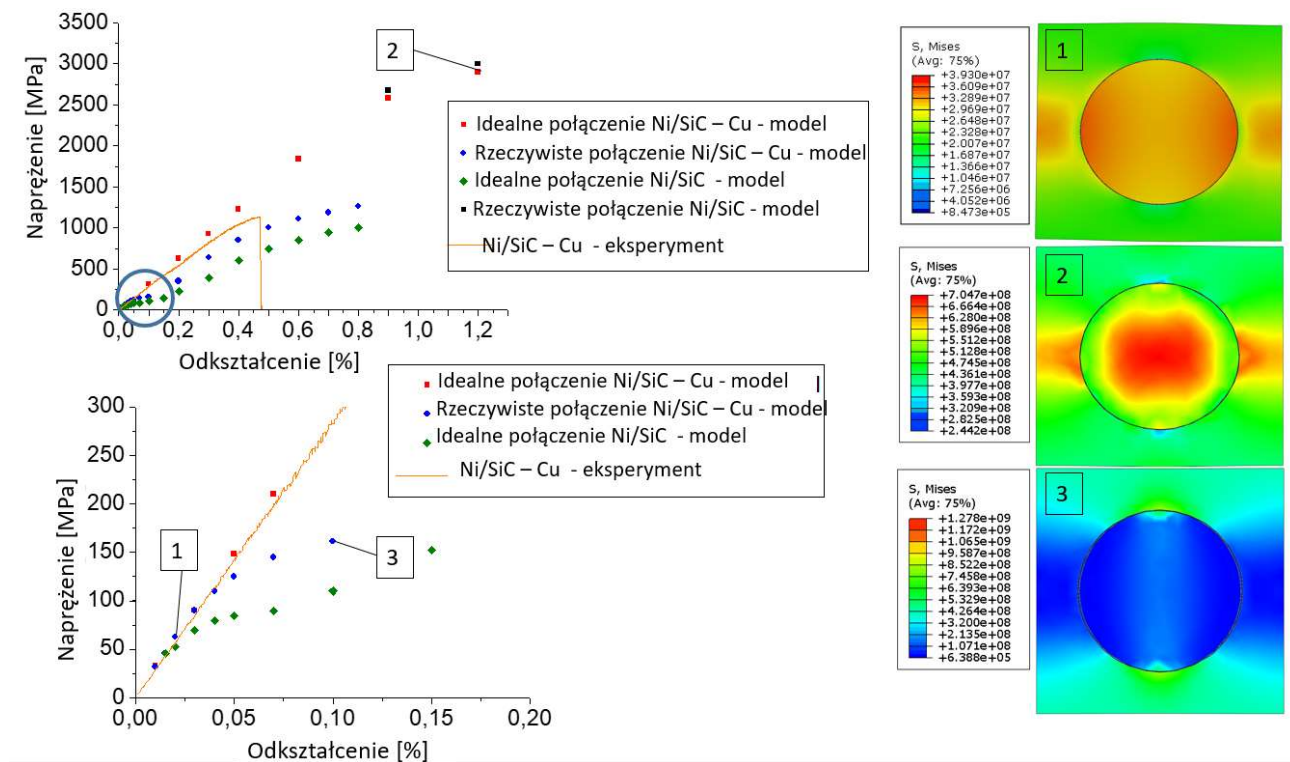 3500
3000
2500
2000
1500
1000
500
0
Naprężenie [MPa]
2
0,0 0,2 0,4 0,6 0,8 1,0 1,2
Odkształcenie [%]
Idealne połączenie Ni/SiC – Cu - model
Rzeczywiste połączenie Ni/SiC – Cu - model
Idealne połączenie Ni/SiC - model
Rzeczywiste połączenie Ni/SiC - model
Ni/SiC – Cu - eksperyment
300
250
200
150
100
50
0
Naprężenie [MPa]
1
3
0,00 0,05 0,10 0,15 0,20
Odkształcenie [%]
Idealne połączenie Ni/SiC – Cu - model
Rzeczywiste połączenie Ni/SiC – Cu - model
Idealne połączenie Ni/SiC - model
Ni/SiC – Cu - eksperyment
S, Mises
(Avg: 75%)
+3.930e+07
+3.609e+07
+3.289e+07
+2.969e+07
+2.648e+07
+2.328e+07
+2.007e+07
+1.687e+07
+1.366e+07
+1.046e+07
+7.256e+06
+4.052e+06
+8.473e+05
1
S, Mises
(Avg: 75%)
+7.047e+08
+6.664e+08
+6.280e+08
+5.896e+08
+5.512e+08
+5.128e+08
+4.745e+08
+4.361e+08
+3.977e+08
+3.593e+08
+3.209e+08
+2.825e+08
+2.442e+08
2
S, Mises
(Avg: 75%)
+1.278e+09
+1.172e+09
+1.065e+09
+9.587e+08
+8.522e+08
+7.458e+08
+6.393e+08
+5.329e+08
+4.264e+08
+3.200e+08
+2.135e+08
+1.071e+08
+6.388e+05
3